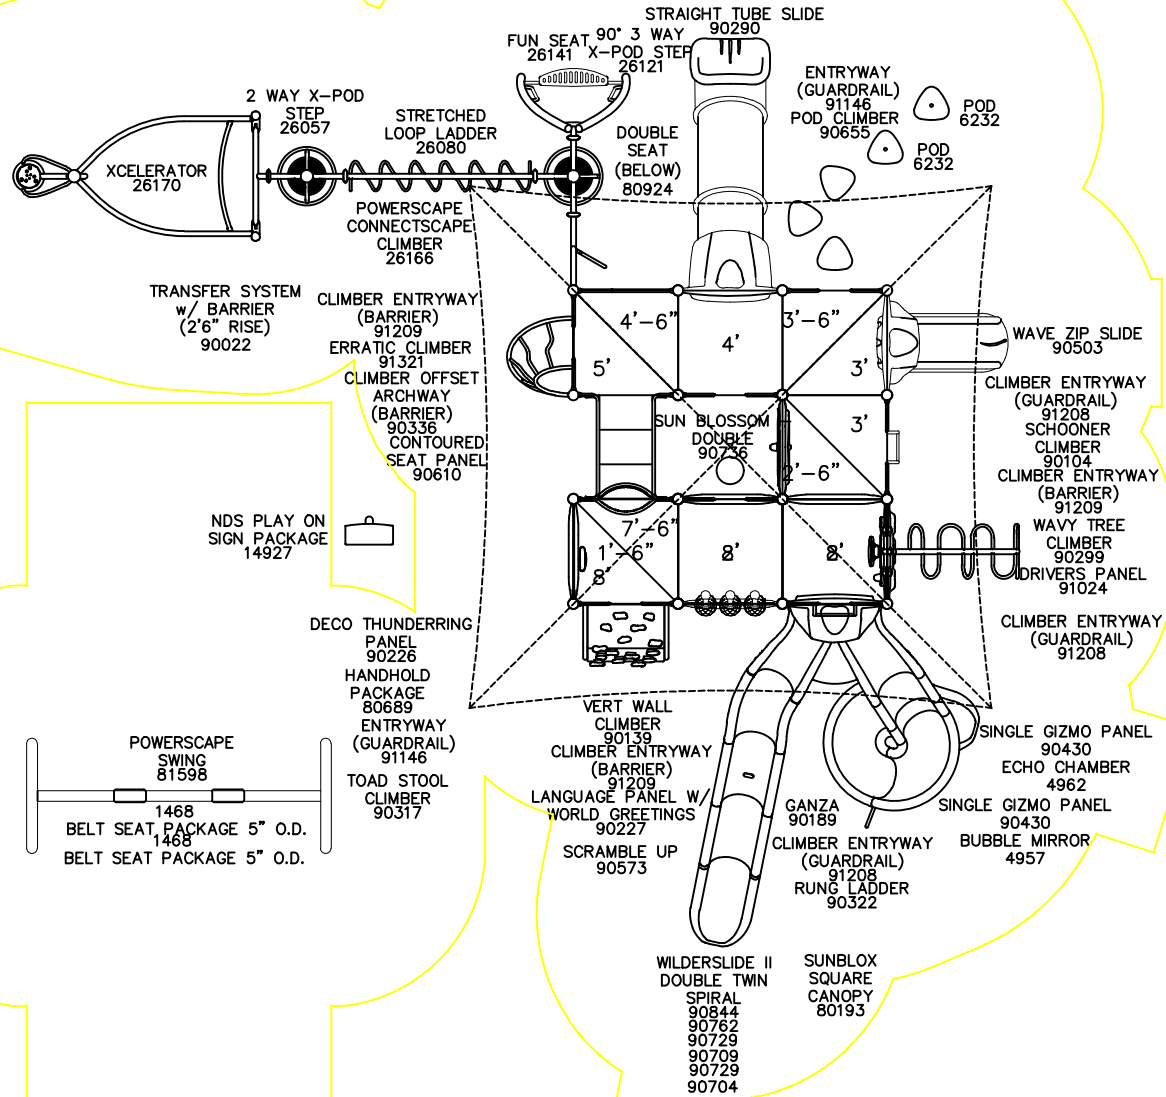 STRAIGHT TUBE SLIDE
90290
FUN SEAT
26141
90° 3 WAY
X-POD STEP
26121
ENTRYWAY
(GUARDRAIL)
91146
POD CLIMBER
90655
POD
6232
POD
6232
2 WAY X-POD
STEP
26057
STRETCHED
LOOP LADDER
26080
DOUBLE
SEAT
(BELOW)
80924
XCELERATOR
26170
POWERSCAPE
CONNECTSCAPE
CLIMBER
26166
TRANSFER SYSTEM
w/ BARRIER
(2'6" RISE)
90022
CLIMBER ENTRYWAY
(BARRIER)
91209
ERRATIC CLIMBER
91321
CLIMBER OFFSET
ARCHWAY
(BARRIER)
90336
CONTOURED
SEAT PANEL
90610
4'-6"
4'
3'-6"
5'
3'
WAVE ZIP SLIDE
90503
CLIMBER ENTRYWAY
(GUARDRAIL)
91208
SCHOONER
CLIMBER
90104
CLIMBER ENTRYWAY
(BARRIER)
91209
WAVY TREE
CLIMBER
90299
DRIVERS PANEL
91024
CLIMBER ENTRYWAY
(GUARDRAIL)
91208
SUN BLOSSOM
DOUBLE
90736
3'
2'-6"
7'-6"
1'-6"
8'
NDS PLAY ON
SIGN PACKAGE
14927
DECO THUNDERRING
PANEL
90226
HANDHOLD
PACKAGE
80689
ENTRYWAY
(GUARDRAIL)
91146
TOAD STOOL
CLIMBER
90317
POWERSCAPE
SWING
81598
1468
BELT SEAT PACKAGE 5" O.D.
1468
BELT SEAT PACKAGE 5" O.D.
VERT WALL
CLIMBER
90139
CLIMBER ENTRYWAY
(BARRIER)
91209
LANGUAGE PANEL W/
WORLD GREETINGS
90227
SCRAMBLE UP
90573
GANZA
90189
CLIMBER ENTRYWAY
(GUARDRAIL)
91208
RUNG LADDER
90322
SINGLE GIZMO PANEL
90430
ECHO CHAMBER
4962
SINGLE GIZMO PANEL
90430
BUBBLE MIRROR
4957
WILDERSLIDE II
DOUBLE TWIN
SPIRAL
90844
90762
90729
90709
90729
90704
SUNBLOX
SQUARE
CANOPY
80193